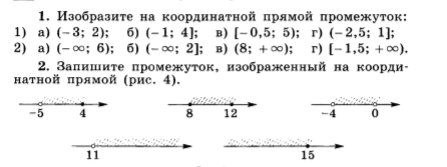 1. Изобразите на координатной прямой промежуток:
1) а) (−3; 2); б) (−1; 4]; в) [−0,5; 5); г) (−2,5; 1];
2) а) (−∞; 6); б) (−∞; 2]; в) (8; +∞); г) [−1,5; +∞).
2. Запишите промежуток, изображенный на коорди-
натной прямой (рис. 4).
−5 4 8 12 −4 0
11 15